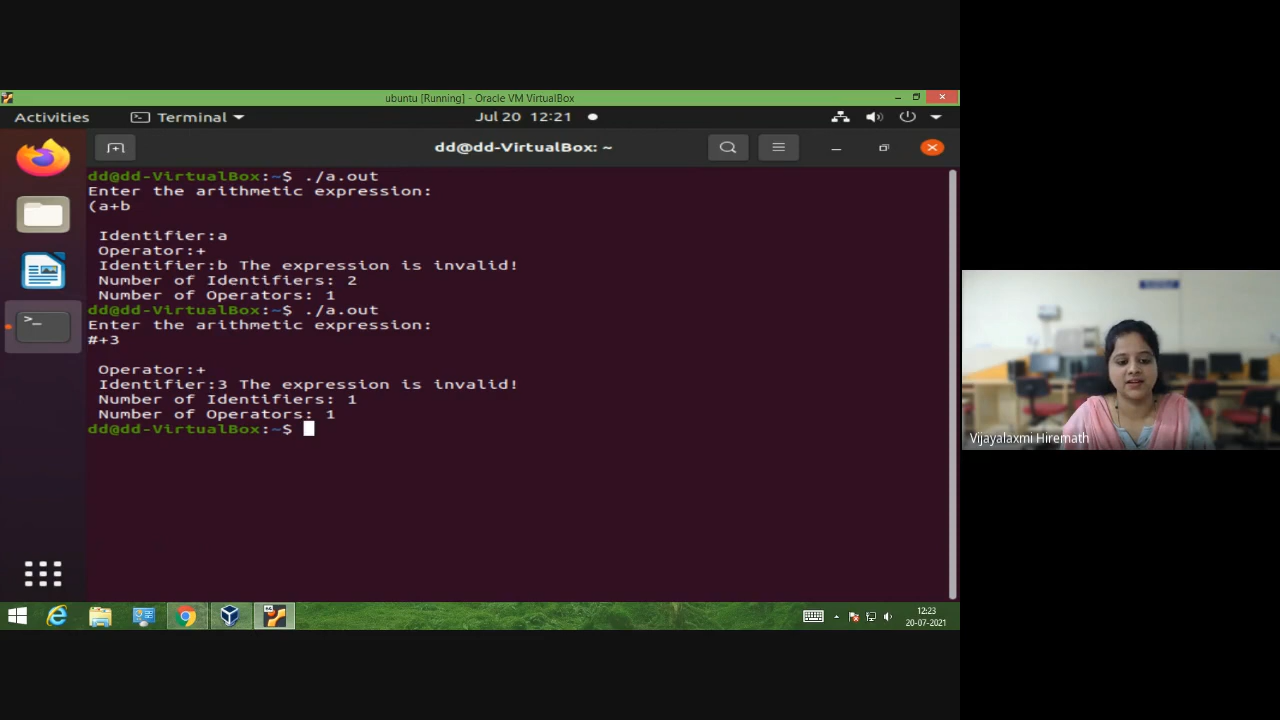 ubuntu [Running] - Oracle VM VirtualBox
Activities
Terminal
Jul 20 12:21
dd@dd-VirtualBox: ~
dd@dd-VirtualBox:~$ ./a.out
Enter the arithmetic expression:
(a+b
Identifier:a
Operator:+
Identifier:b The expression is invalid!
Number of Identifiers: 2
Number of Operators: 1
dd@dd-VirtualBox:~$ ./a.out
Enter the arithmetic expression:
#+3
Operator:+
Identifier:3 The expression is invalid!
Number of Identifiers: 1
Number of Operators: 1
dd@dd-VirtualBox:~$
Vijayalaxmi Hiremath
12:23
20-07-2021